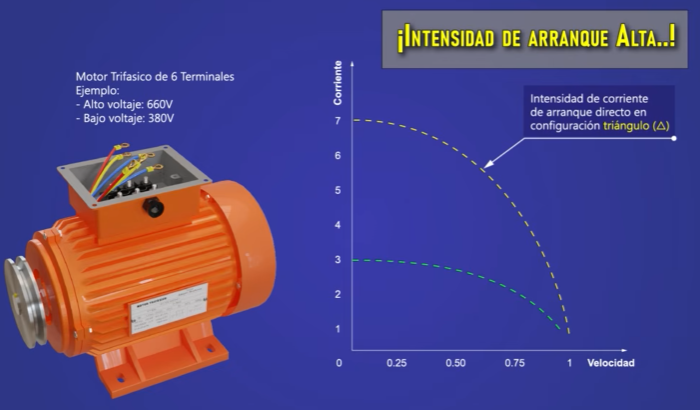 ¡Intensidad de arranque Alta..!
Motor Trifasico de 6 Terminales
Ejemplo:
- Alto voltaje: 660V
- Bajo voltaje: 380V
Corriente
Intensidad de corriente
de arranque directo en
configuración triángulo (△)
7
6
5
4
3
2
1
0 0.25 0.50 0.75 1 Velocidad